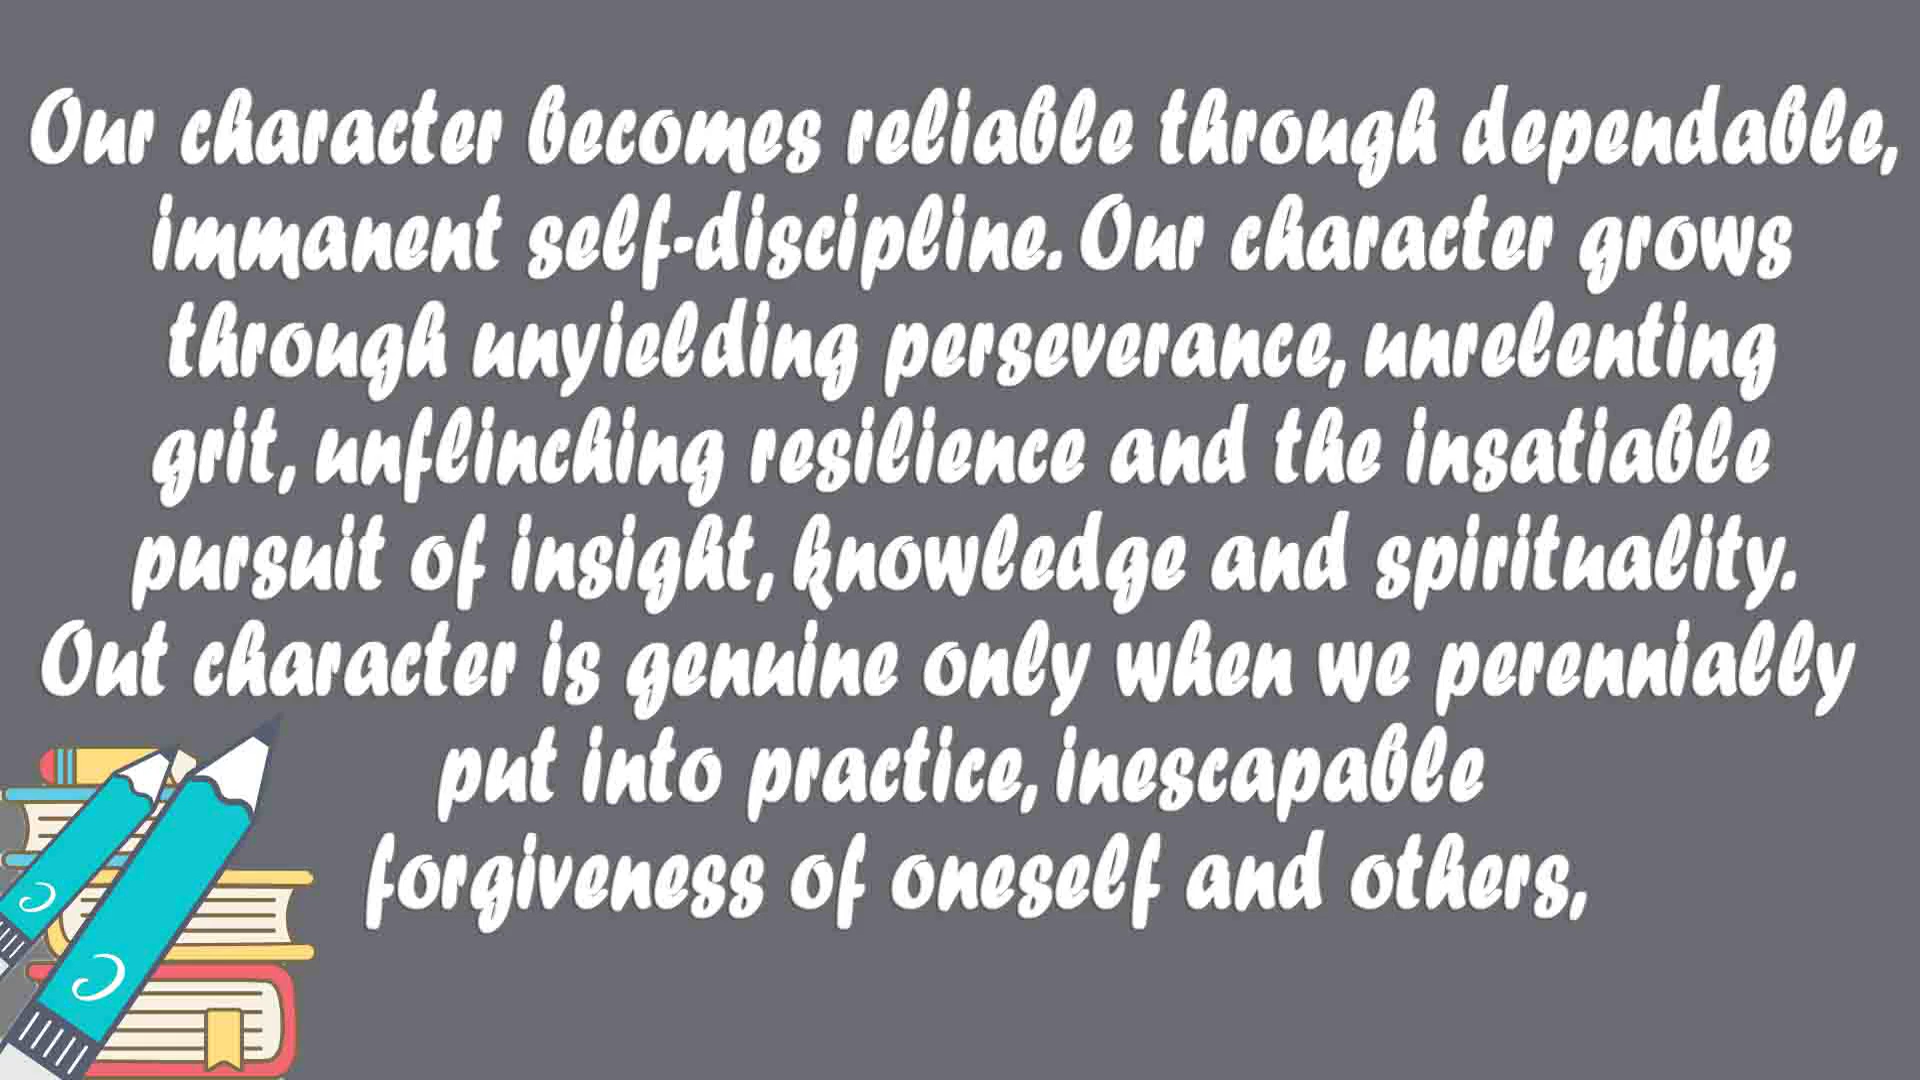 Our character becomes reliable through dependable,
immanent self-discipline. Our character grows
through unyielding perseverance, unrelenting
grit, unflinching resilience and the insatiable
pursuit of insight, knowledge and spirituality.
Out character is genuine only when we perennially
put into practice, inescapable
forgiveness of oneself and others,